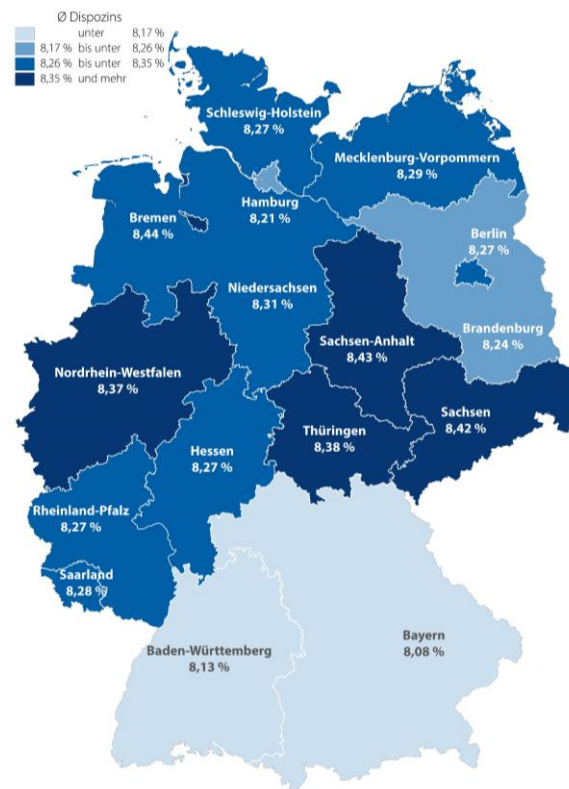 Ø Dispozins
unter 8,17 %
8,17 % bis unter 8,26 %
8,26 % bis unter 8,35 %
8,35 % und mehr
Schleswig-Holstein
8,27 %
Mecklenburg-Vorpommern
8,29 %
Hamburg
8,21 %
Bremen
8,44 %
Berlin
8,27 %
Niedersachsen
8,31 %
Brandenburg
8,24 %
Sachsen-Anhalt
8,43 %
Nordrhein-Westfalen
8,37 %
Sachsen
8,42 %
Thüringen
8,38 %
Hessen
8,27 %
Rheinland-Pfalz
8,27 %
Saarland
8,28 %
Bayern
8,08 %
Baden-Württemberg
8,13 %